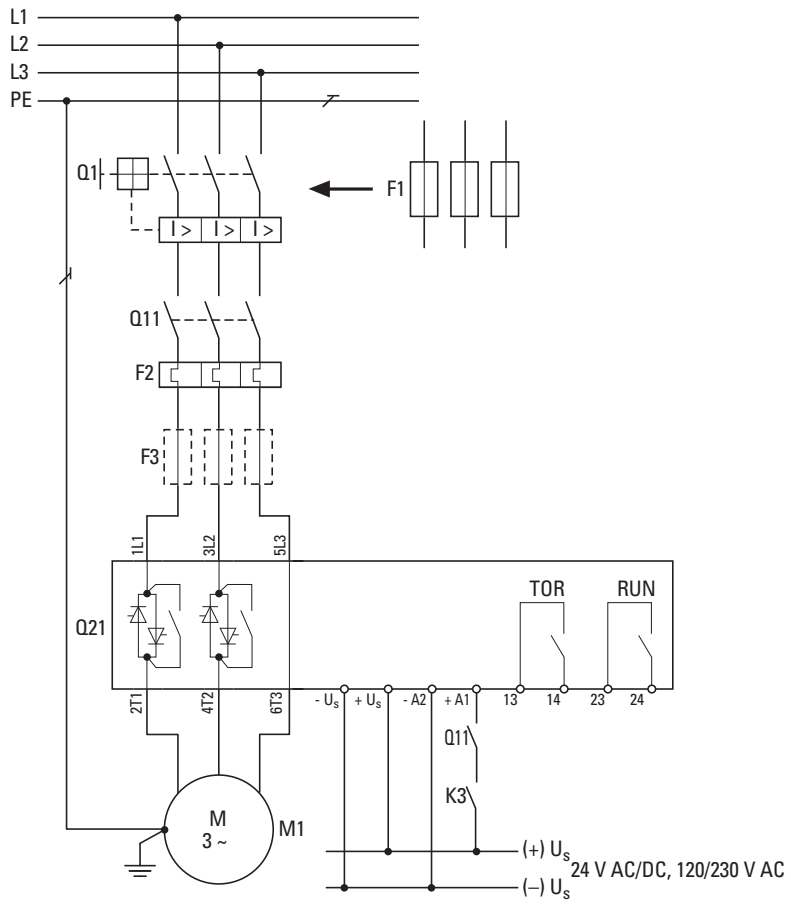 L1
L2
L3
PE
Q1
F1
I > I > I >
Q11
F2
F3
1L1 3L2 5L3
TOR RUN
Q21
2T1 4T2 6T3
- Us + Us - A2 + A1 13 14 23 24
Q11
K3
M
3 ~
M1
(+) Us
24 V AC/DC, 120/230 V AC
(–) Us